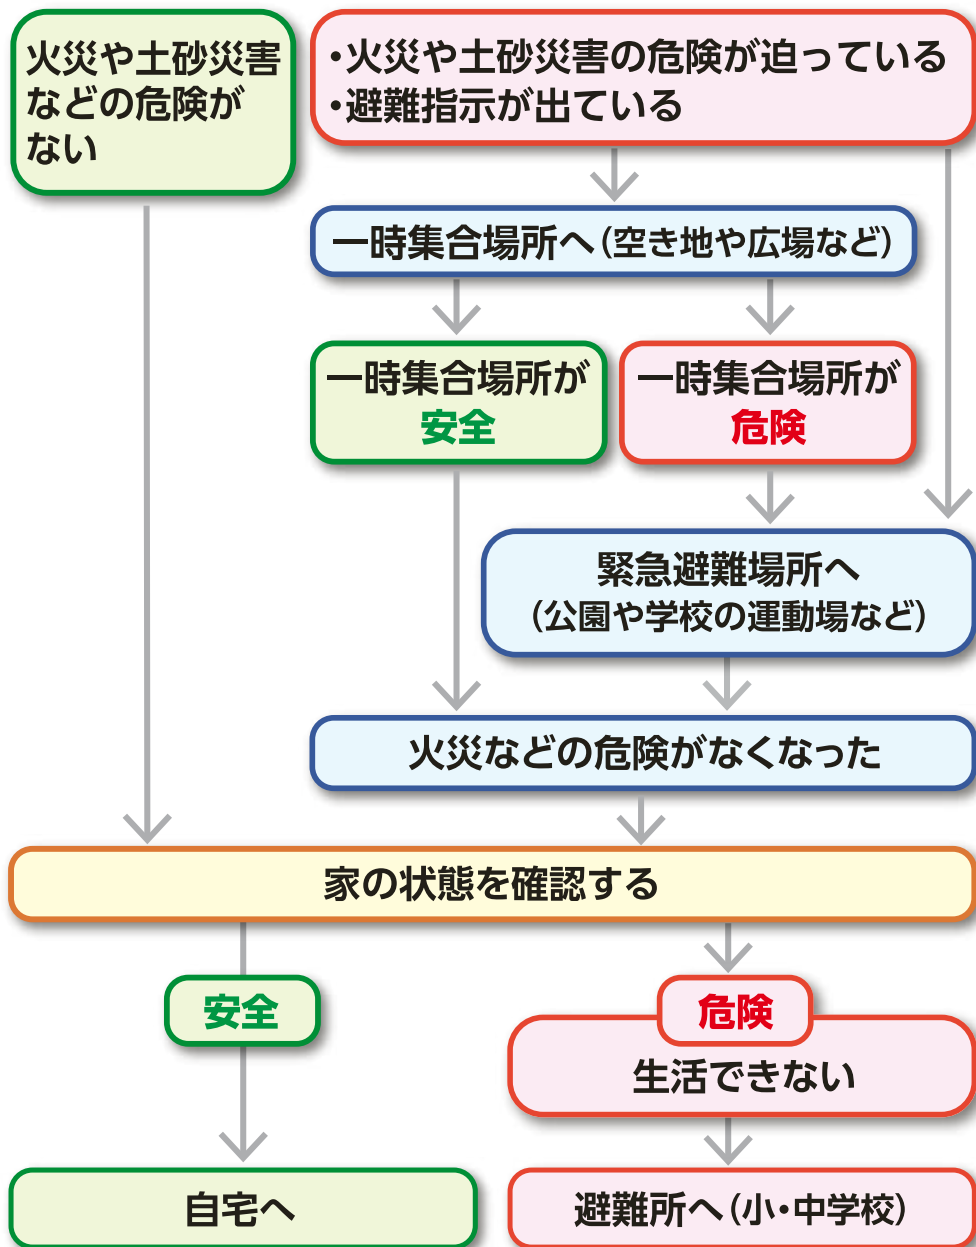 火災や土砂災害
などの危険が
ない
・火災や土砂災害の危険が迫っている
・避難指示が出ている
一時集合場所へ(空き地や広場など)
一時集合場所が
安全
一時集合場所が
危険
緊急避難場所へ
(公園や学校の運動場など)
火災などの危険がなくなった
家の状態を確認する
安全
危険
生活できない
自宅へ
避難所へ(小・中学校)